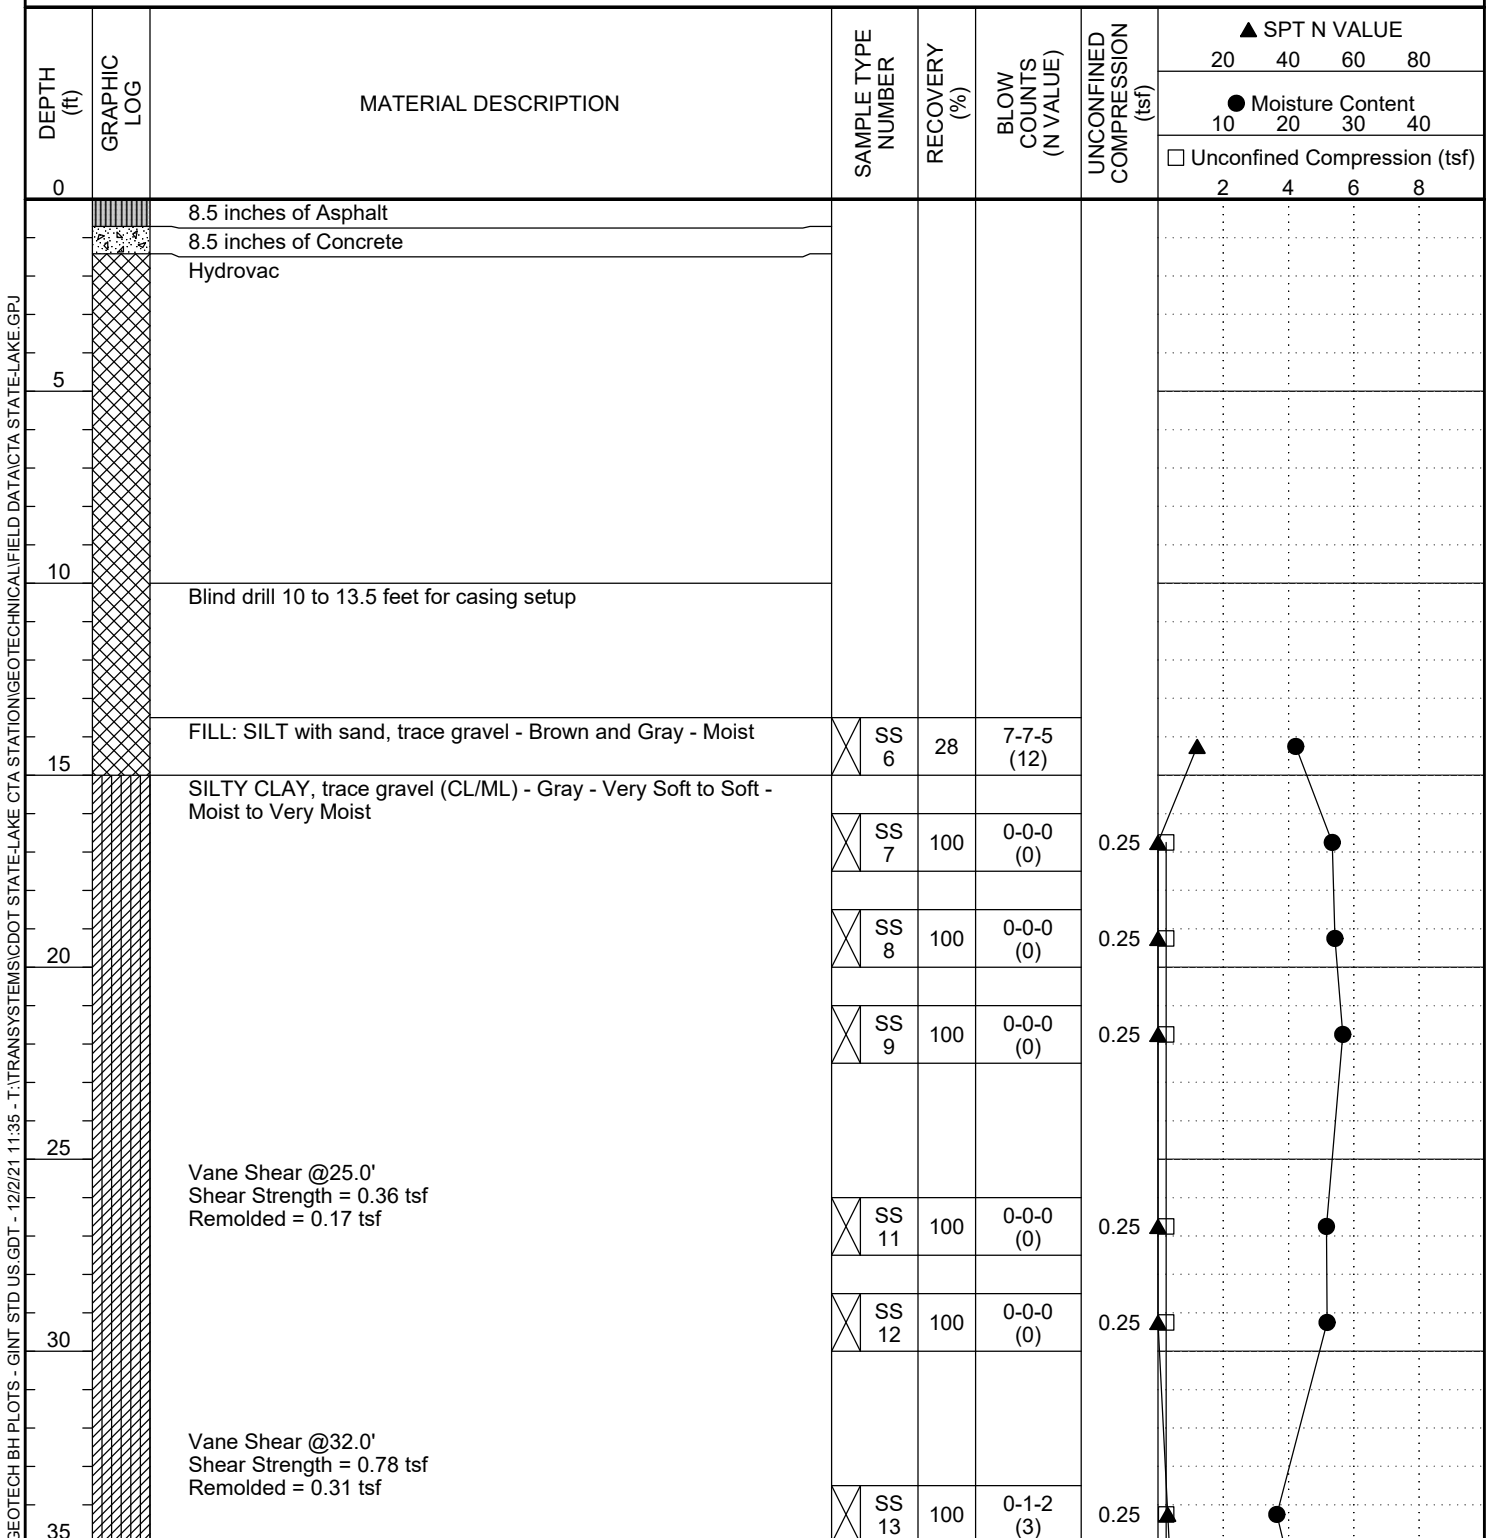 DEPTH
(ft)
GRAPHIC
LOG
MATERIAL DESCRIPTION
SAMPLE TYPE
NUMBER
RECOVERY
(%)
BLOW
COUNTS
(N VALUE)
UNCONFINED
COMPRESSION
(tsf)
▲ SPT N VALUE
20 40 60 80
● Moisture Content
10 20 30 40
□ Unconfined Compression (tsf)
2 4 6 8
0
8.5 inches of Asphalt
8.5 inches of Concrete
Hydrovac
5
10
Blind drill 10 to 13.5 feet for casing setup
FILL: SILT with sand, trace gravel - Brown and Gray - Moist
SS
6
28
7-7-5
(12)
15
SILTY CLAY, trace gravel (CL/ML) - Gray - Very Soft to Soft -
Moist to Very Moist
SS
7
100
0-0-0
(0)
0.25
SS
8
100
0-0-0
(0)
0.25
20
SS
9
100
0-0-0
(0)
0.25
25
Vane Shear @25.0'
Shear Strength = 0.36 tsf
Remolded = 0.17 tsf
SS
11
100
0-0-0
(0)
0.25
SS
12
100
0-0-0
(0)
0.25
30
Vane Shear @32.0'
Shear Strength = 0.78 tsf
Remolded = 0.31 tsf
SS
13
100
0-1-2
(3)
0.25
35
GEOTECH BH PLOTS - GINT STD US.GDT - 12/2/21 11:35 - T:\TRANSYSTEMS\CDOT STATE-LAKE CTA STATION\GEOTECHNICAL\FIELD DATA\CTA STATE-LAKE.GPJ